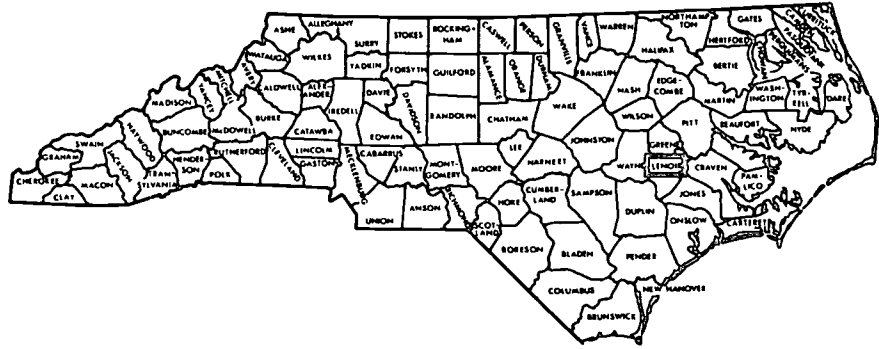 ASHE
ALLEGHANY
SURRY
STOKES
ROCKING-
HAM
CASWELL
PERSON
GRANVILLE
VANCE
WARREN
NORTHAMP-
TON
GATES
CURRITUCK
HERTFORD
PASQUOTANK
PERQUIMANS
CHOWAN
HALIFAX
BERTIE
WATAUGA
WILKES
YADKIN
FORSYTH
GUILFORD
ALAMANCE
ORANGE
DURHAM
FRANKLIN
NASH
EDGE-
COMBE
MARTIN
WASH-
INGTON
TYR-
RELL
DARE
MITCHELL
AVERY
CALDWELL
ALEX-
ANDER
IREDELL
DAVIE
DAVIDSON
RANDOLPH
CHATHAM
WAKE
WILSON
PITT
BEAUFORT
HYDE
MADISON
YANCEY
BURKE
CATAWBA
ROWAN
BUNCOMBE
McDOWELL
JOHNSTON
GREENE
HAYWOOD
SWAIN
GRAHAM
CHEROKEE
CLAY
MACON
JACKSON
TRAN-
SYLVANIA
HENDER-
SON
POLK
RUTHERFORD
CLEVELAND
LINCOLM
GASTON
MECKLENBURG
CABARRUS
STANLY
MONT-
GOMERY
MOORE
LEE
HARNETT
WAYNE
LENOIR
CRAVEN
PAM-
LICO
UNION
ANSON
RICHMOND
SCOT-
LAND
HOKE
CUMBER-
LAND
SAMPSON
DUPLIN
JONES
ONSLOW
CARTERET
BORESON
BLADEN
PENDER
COLUMBUS
NEW HANOVER
BRUNSWICK